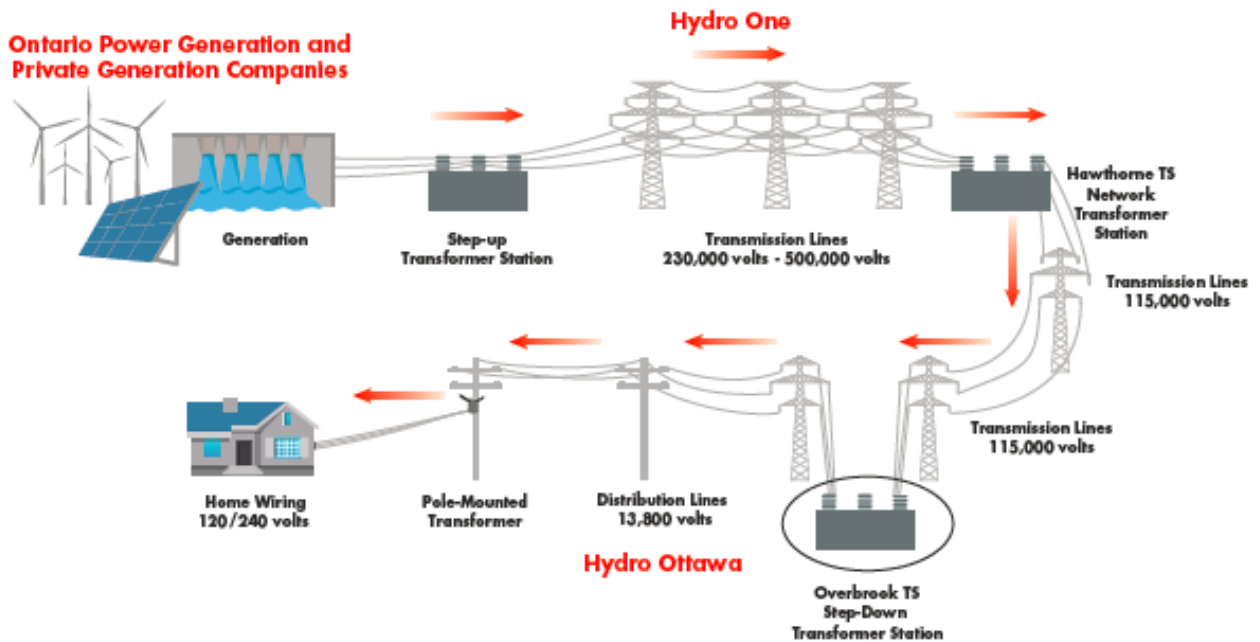 Hydro One
Ontario Power Generation and
Private Generation Companies
Generation
Step-up
Transformer Station
Transmission Lines
230,000 volts - 500,000 volts
Hawthorne TS
Network
Transformer
Station
Transmission Lines
115,000 volts
Transmission Lines
115,000 volts
Home Wiring
120/240 volts
Pole-Mounted
Transformer
Distribution Lines
13,800 volts
Hydro Ottawa
Overbrook TS
Step-Down
Transformer Station